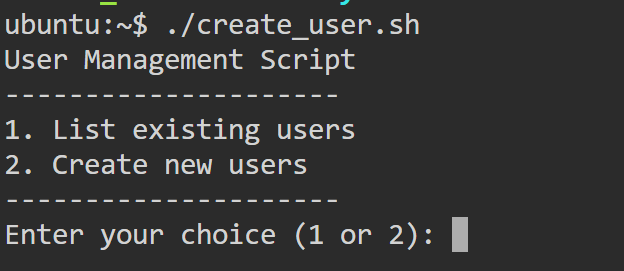 ubuntu:~$ ./create_user.sh
User Management Script
---------------------
1. List existing users
2. Create new users
---------------------
Enter your choice (1 or 2):